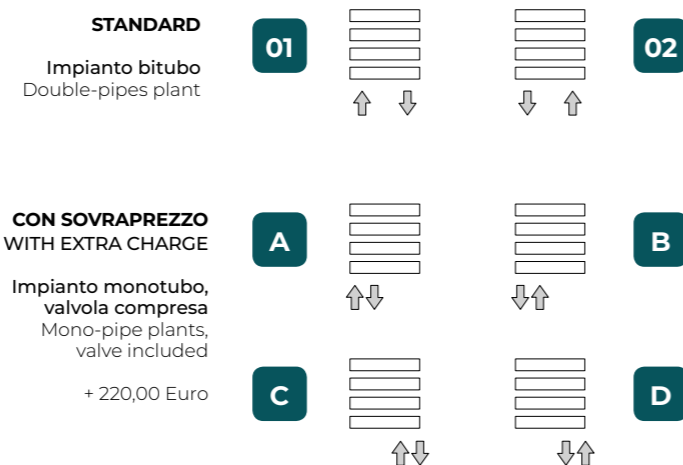 STANDARD
01
02
Impianto bitubo
Double-pipes plant
CON SOVRAPREZZO
WITH EXTRA CHARGE
A
B
Impianto monotubo,
valvola compresa
Mono-pipe plants,
valve included
+ 220,00 Euro
C
D